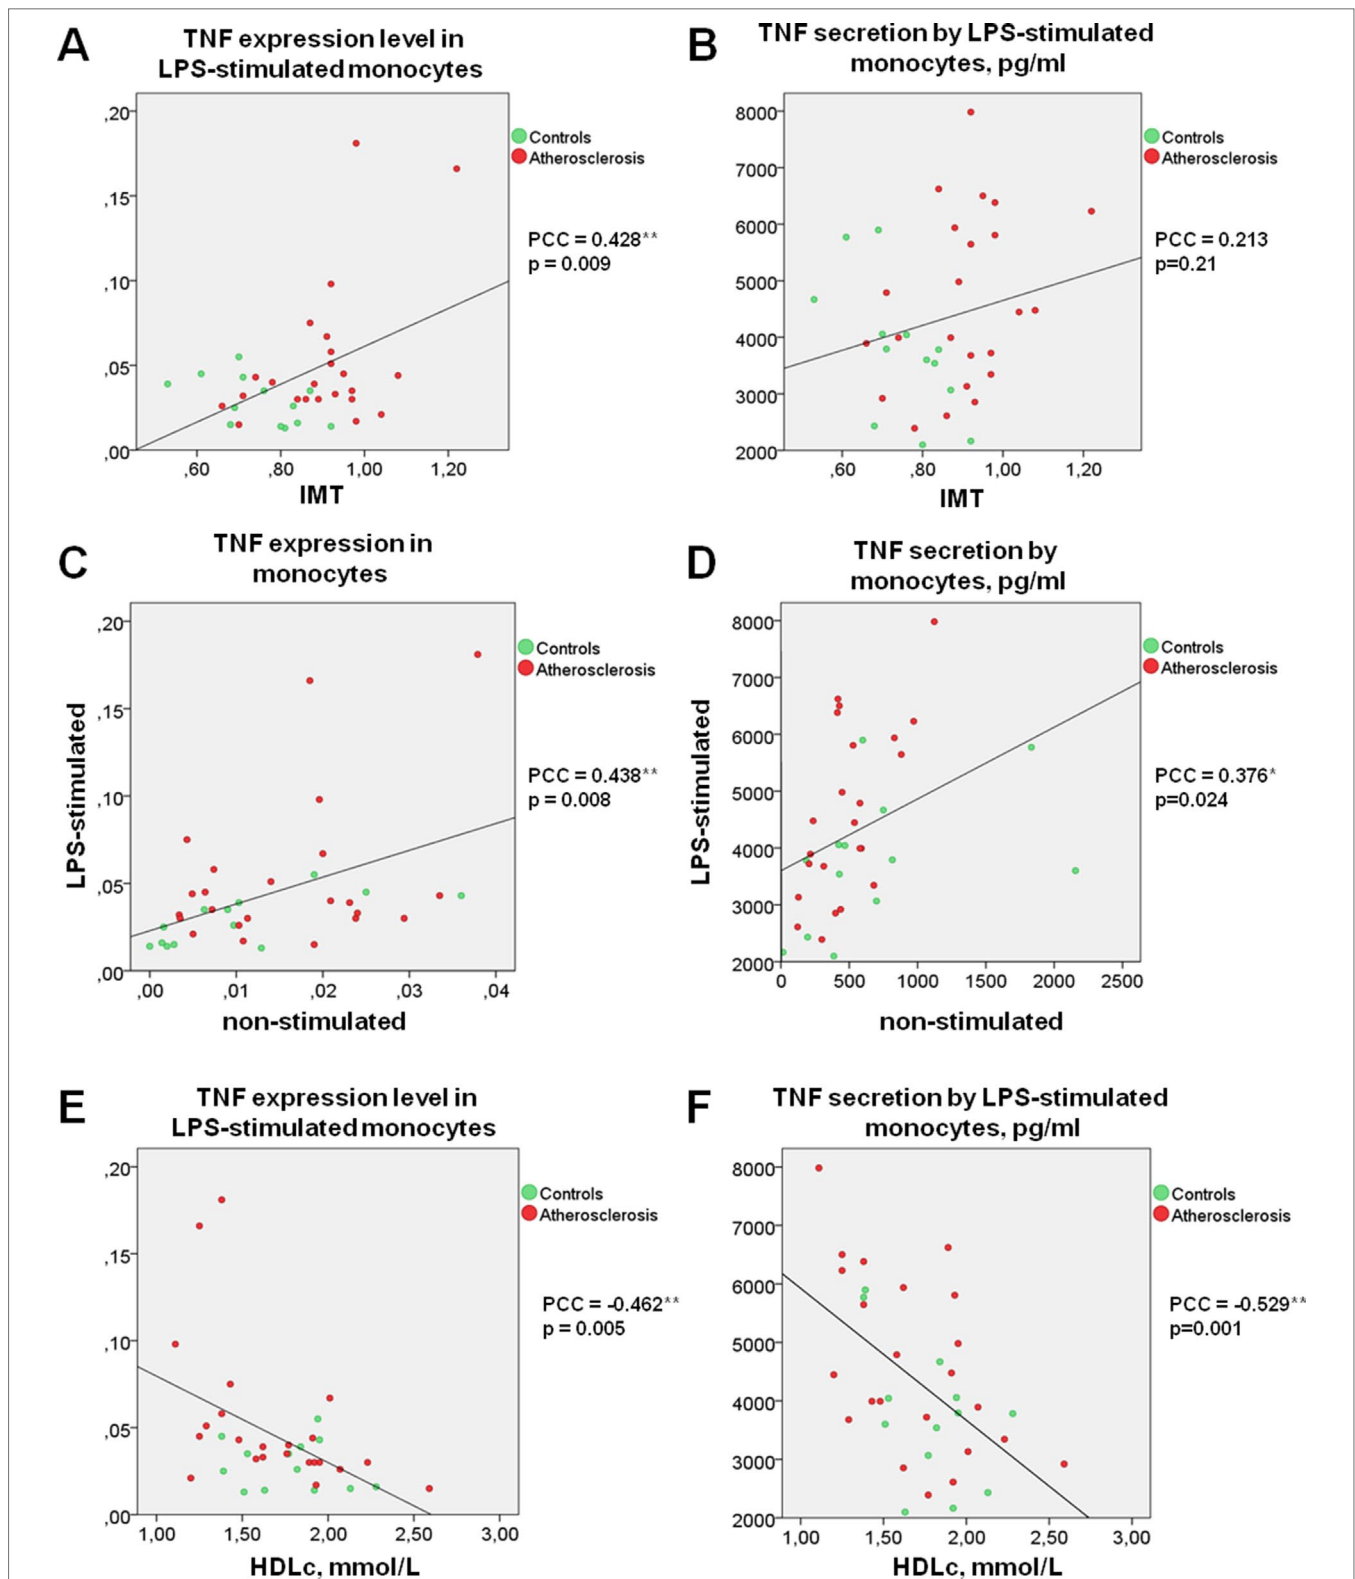 A
TNF expression level in
LPS-stimulated monocytes
,20
,15
,10
,05
,00
,60 ,80 1,00 1,20
IMT
Controls
Atherosclerosis
PCC = 0.428**
p = 0.009
B
TNF secretion by LPS-stimulated
monocytes, pg/ml
8000
7000
6000
5000
4000
3000
2000
,60 ,80 1,00 1,20
IMT
Controls
Atherosclerosis
PCC = 0.213
p=0.21
C
TNF expression in
monocytes
LPS-stimulated
,20
,15
,10
,05
,00
,00 ,01 ,02 ,03 ,04
non-stimulated
Controls
Atherosclerosis
PCC = 0.438**
p = 0.008
D
TNF secretion by
monocytes, pg/ml
LPS-stimulated
8000
7000
6000
5000
4000
3000
2000
0 500 1000 1500 2000 2500
non-stimulated
Controls
Atherosclerosis
PCC = 0.376*
p=0.024
E
TNF expression level in
LPS-stimulated monocytes
,20
,15
,10
,05
,00
1,00 1,50 2,00 2,50 3,00
HDLc, mmol/L
Controls
Atherosclerosis
PCC = -0.462**
p = 0.005
F
TNF secretion by LPS-stimulated
monocytes, pg/ml
8000
7000
6000
5000
4000
3000
2000
1,00 1,50 2,00 2,50 3,00
HDLc, mmol/L
Controls
Atherosclerosis
PCC = -0.529**
p=0.001